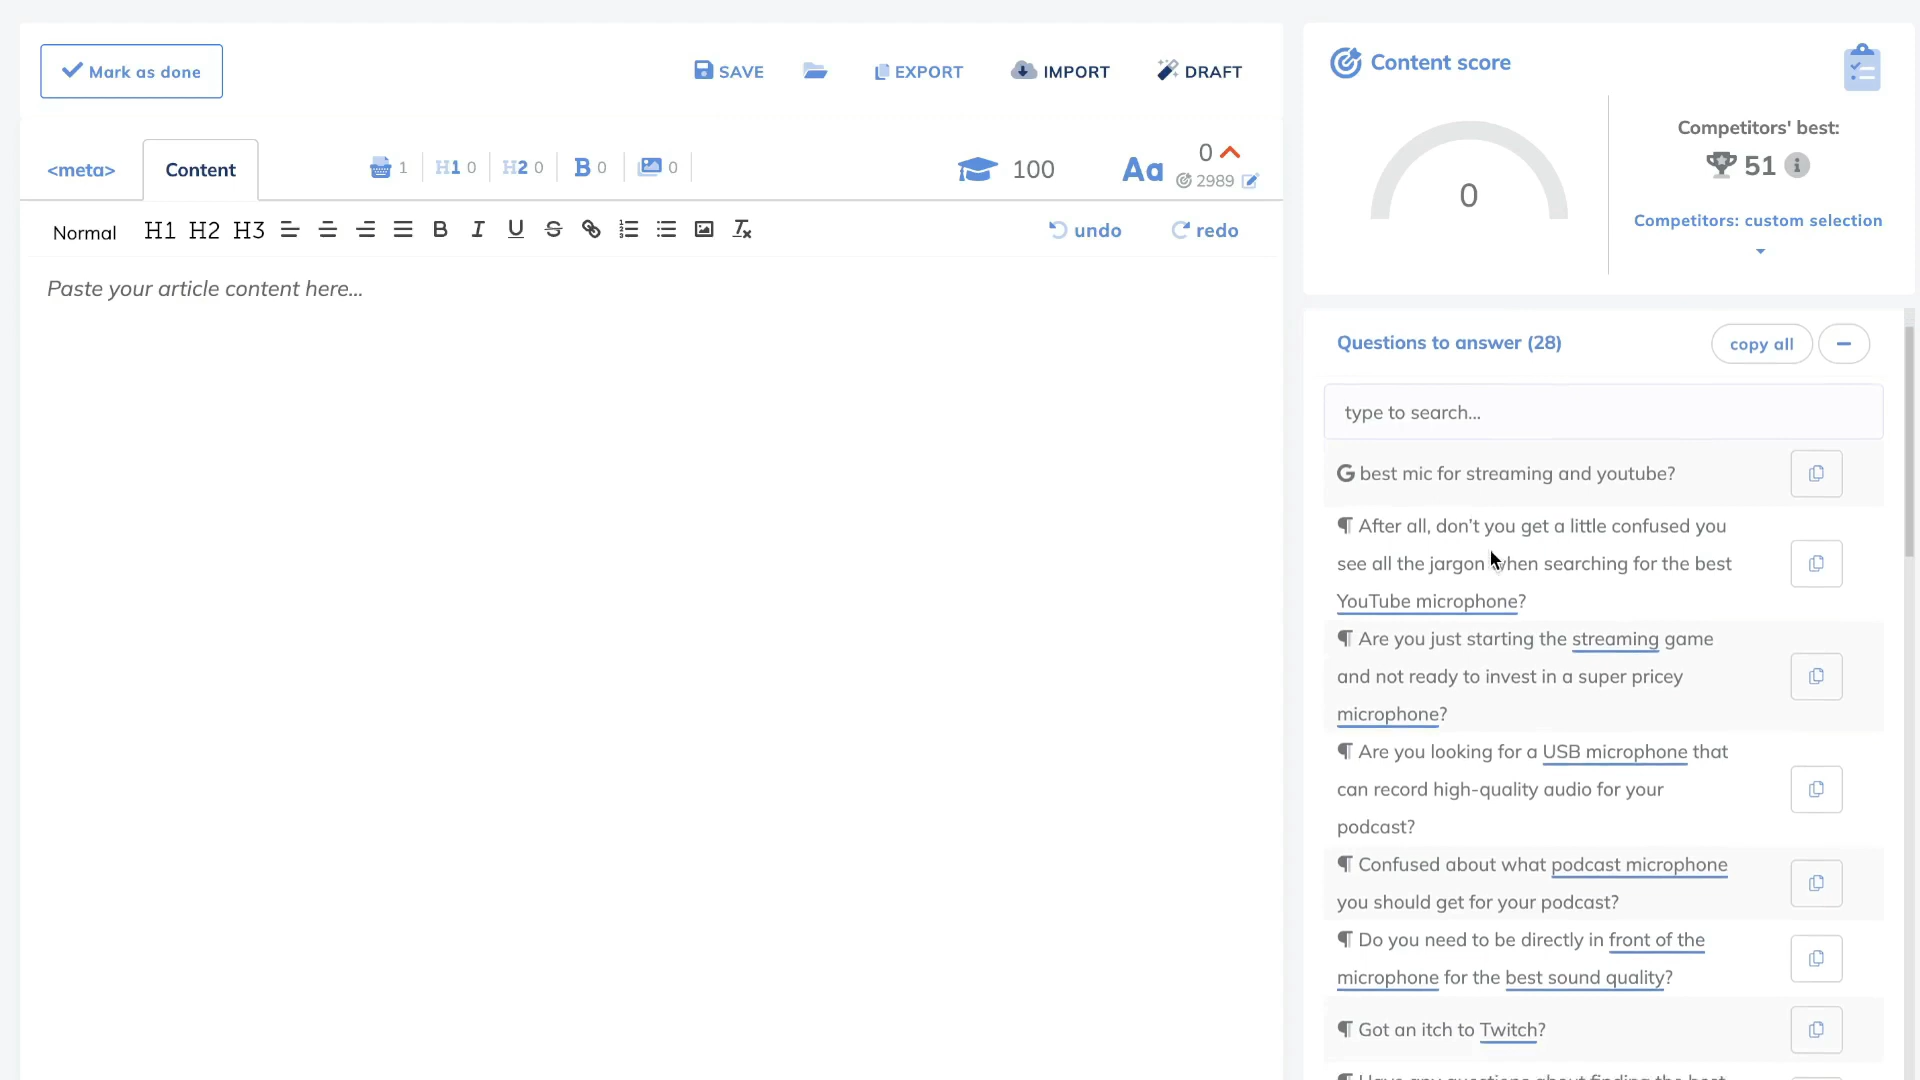 Mark as done
SAVE
EXPORT
IMPORT
DRAFT
<meta>
Content
1
H1 0
H2 0
B 0
0
100
Aa
0
2989
Normal
H1 H2 H3
B I U S
undo
redo
Paste your article content here...
Content score
0
Competitors' best:
51
Competitors: custom selection
Questions to answer (28)
copy all
type to search...
G best mic for streaming and youtube?
¶ After all, don't you get a little confused you
see all the jargon when searching for the best
YouTube microphone?
¶ Are you just starting the streaming game
and not ready to invest in a super pricey
microphone?
¶ Are you looking for a USB microphone that
can record high-quality audio for your
podcast?
¶ Confused about what podcast microphone
you should get for your podcast?
¶ Do you need to be directly in front of the
microphone for the best sound quality?
¶ Got an itch to Twitch?
¶ Have any questions about finding the best